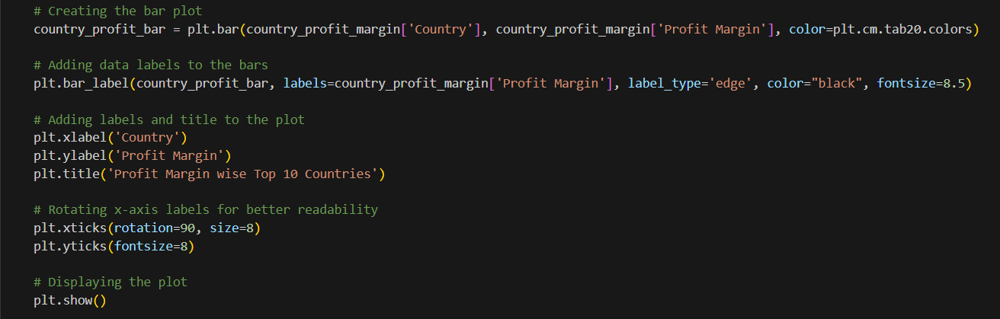 # Creating the bar plot
country_profit_bar = plt.bar(country_profit_margin['Country'], country_profit_margin['Profit Margin'], color=plt.cm.tab20.colors)
# Adding data labels to the bars
plt.bar_label(country_profit_bar, labels=country_profit_margin['Profit Margin'], label_type='edge', color="black", fontsize=8.5)
# Adding labels and title to the plot
plt.xlabel('Country')
plt.ylabel('Profit Margin')
plt.title('Profit Margin wise Top 10 Countries')
# Rotating x-axis labels for better readability
plt.xticks(rotation=90, size=8)
plt.yticks(fontsize=8)
# Displaying the plot
plt.show()